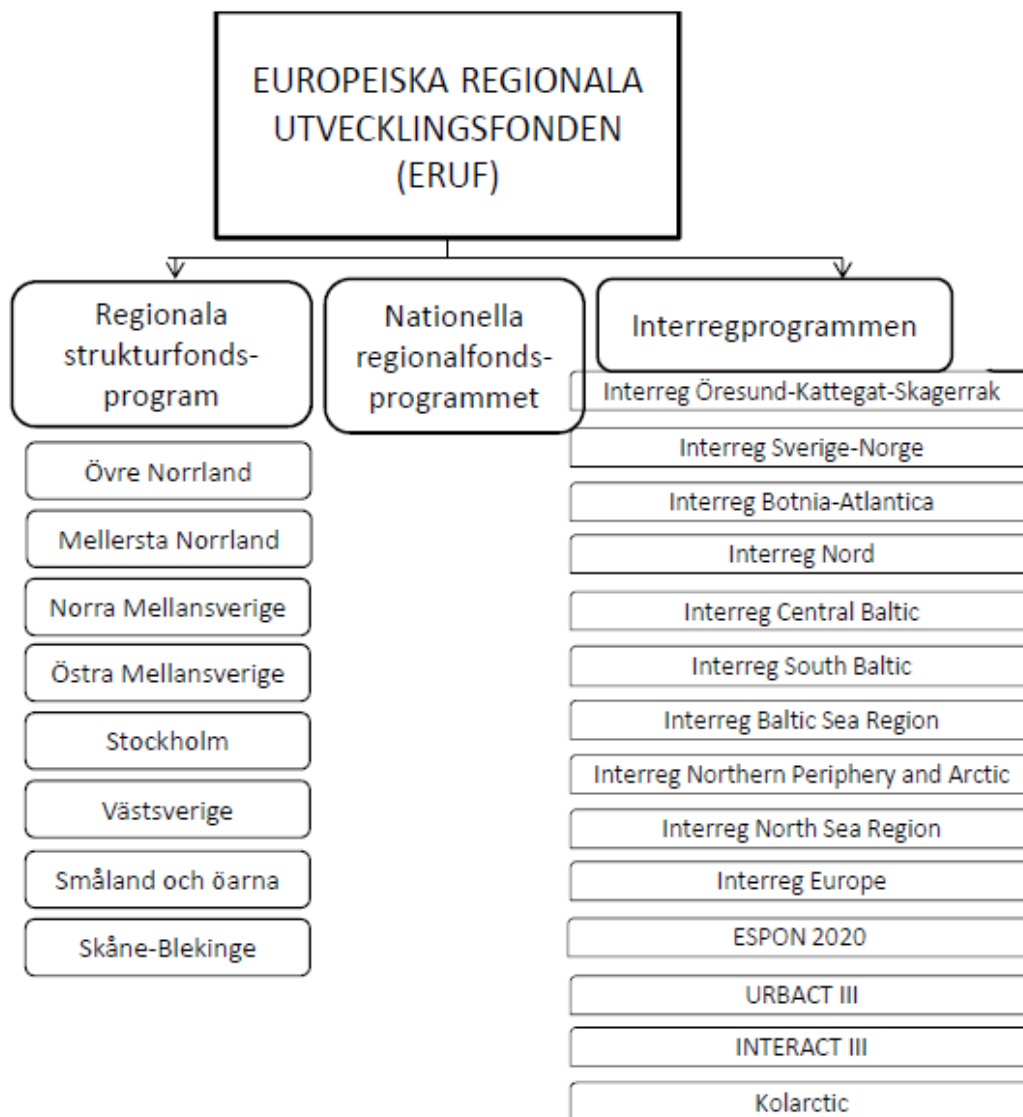 EUROPEISKA REGIONALA
UTVECKLINGSFONDEN
(ERUF)
Regionala
strukturfonds-
program
Övre Norrland
Mellersta Norrland
Norra Mellansverige
Östra Mellansverige
Stockholm
Västsverige
Småland och öarna
Skåne-Blekinge
Nationella
regionalfonds-
programmet
Interregprogrammen
Interreg Öresund-Kattegat-Skagerrak
Interreg Sverige-Norge
Interreg Botnia-Atlantica
Interreg Nord
Interreg Central Baltic
Interreg South Baltic
Interreg Baltic Sea Region
Interreg Northern Periphery and Arctic
Interreg North Sea Region
Interreg Europe
ESPON 2020
URBACT III
INTERACT III
Kolarctic